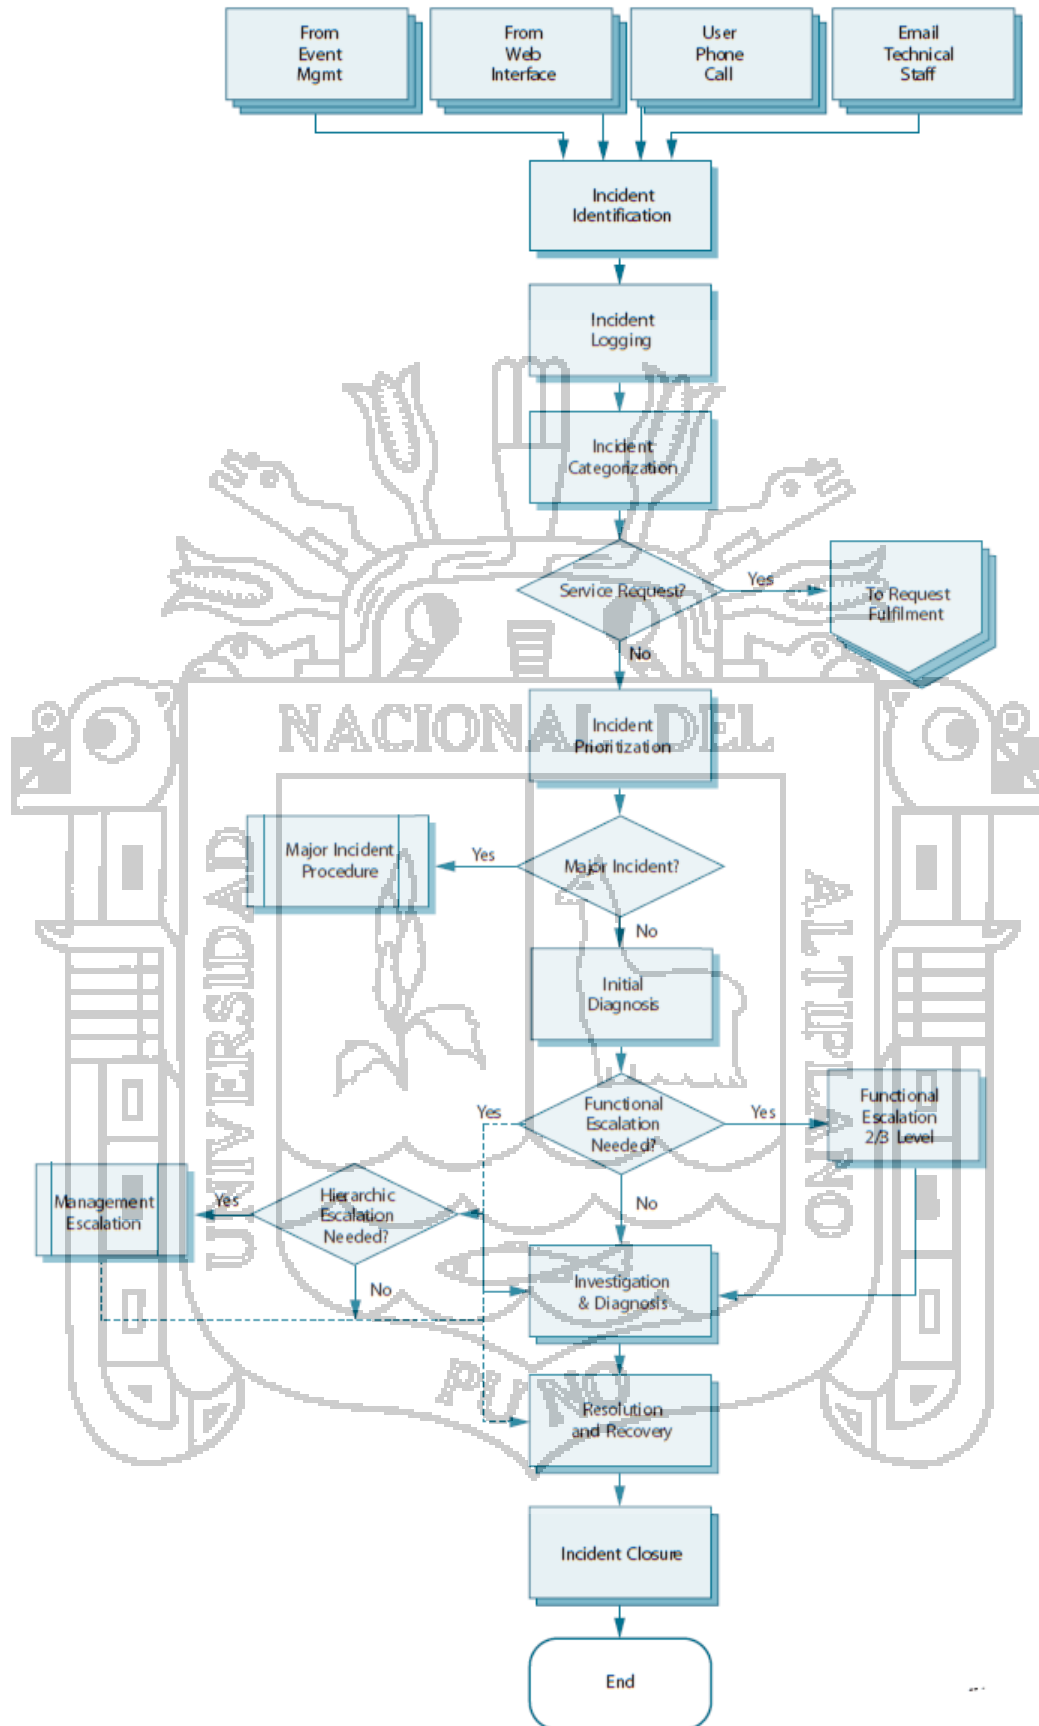 From
Event
Mgmt
From
Web
Interface
User
Phone
Call
Email
Technical
Staff
Incident
Identification
Incident
Logging
Incident
Categorization
Service Request?
Yes
To Request
Fulfilment
No
NACIONAL DEL
Incident
Prioritization
Major Incident
Procedure
Yes
Major Incident?
No
UNIVERSIDAD
ALTIPLANO
Initial
Diagnosis
Yes
Functional
Escalation
Needed?
Yes
Functional
Escalation
2/3 Level
Management
Escalation
Yes
Hierarchic
Escalation
Needed?
No
No
Investigation
& Diagnosis
PUNO
Resolution
and Recovery
Incident Closure
End